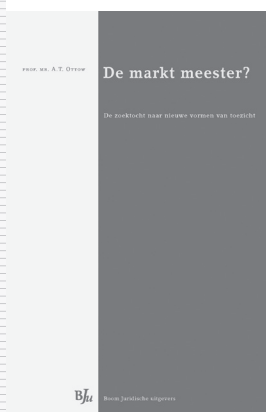 PROF. MR. A.T. OTTOW
De markt meester?
De zoektocht naar nieuwe vormen van toezicht
BJu
Boom Juridische uitgevers